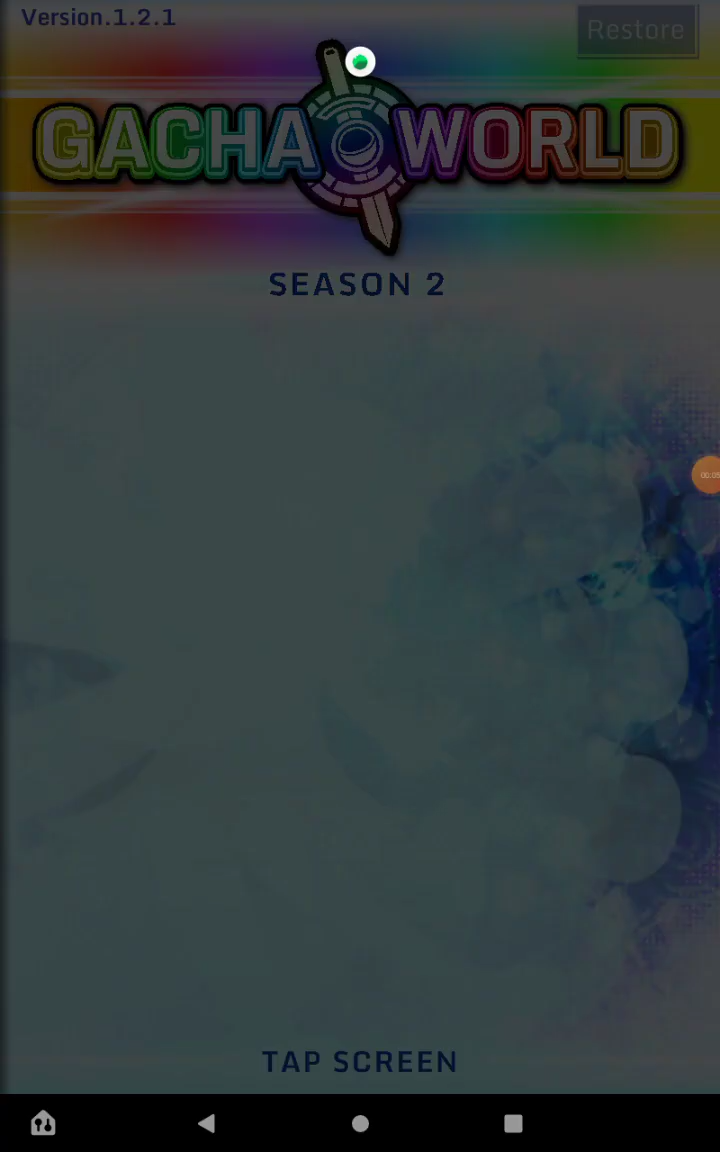 Version.1.2.1
Restore
GACHA WORLD
SEASON 2
TAP SCREEN